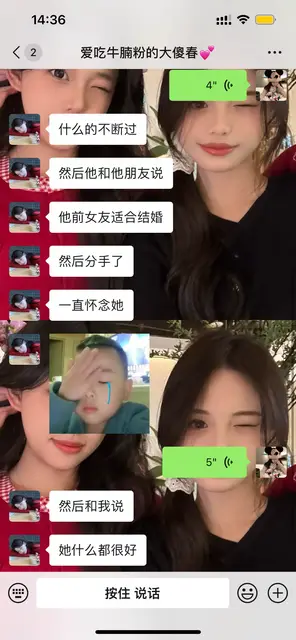 14:36
2
爱吃牛腩粉的大傻春💕
4"
什么的不断过
然后他和他朋友说
他前女友适合结婚
然后分手了
一直怀念她
5"
然后和我说
她什么都很好
按住 说话